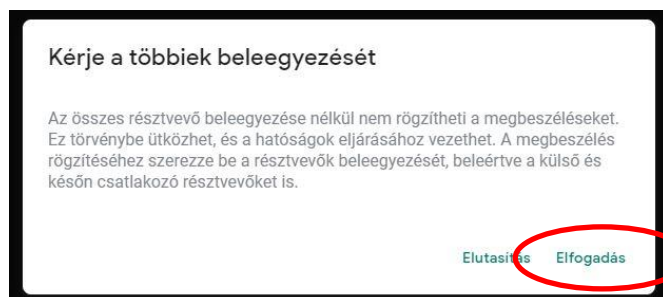 Kérje a többiek beleegyezését
Az összes résztvevő beleegyezése nélkül nem rögzítheti a megbeszéléseket.
Ez törvénybe ütközhet, és a hatóságok eljárásához vezethet. A megbeszélés
rögzítéséhez szerezze be a résztvevők beleegyezését, beleértve a külső és
későn csatlakozó résztvevőket is.
Elutasítás Elfogadás